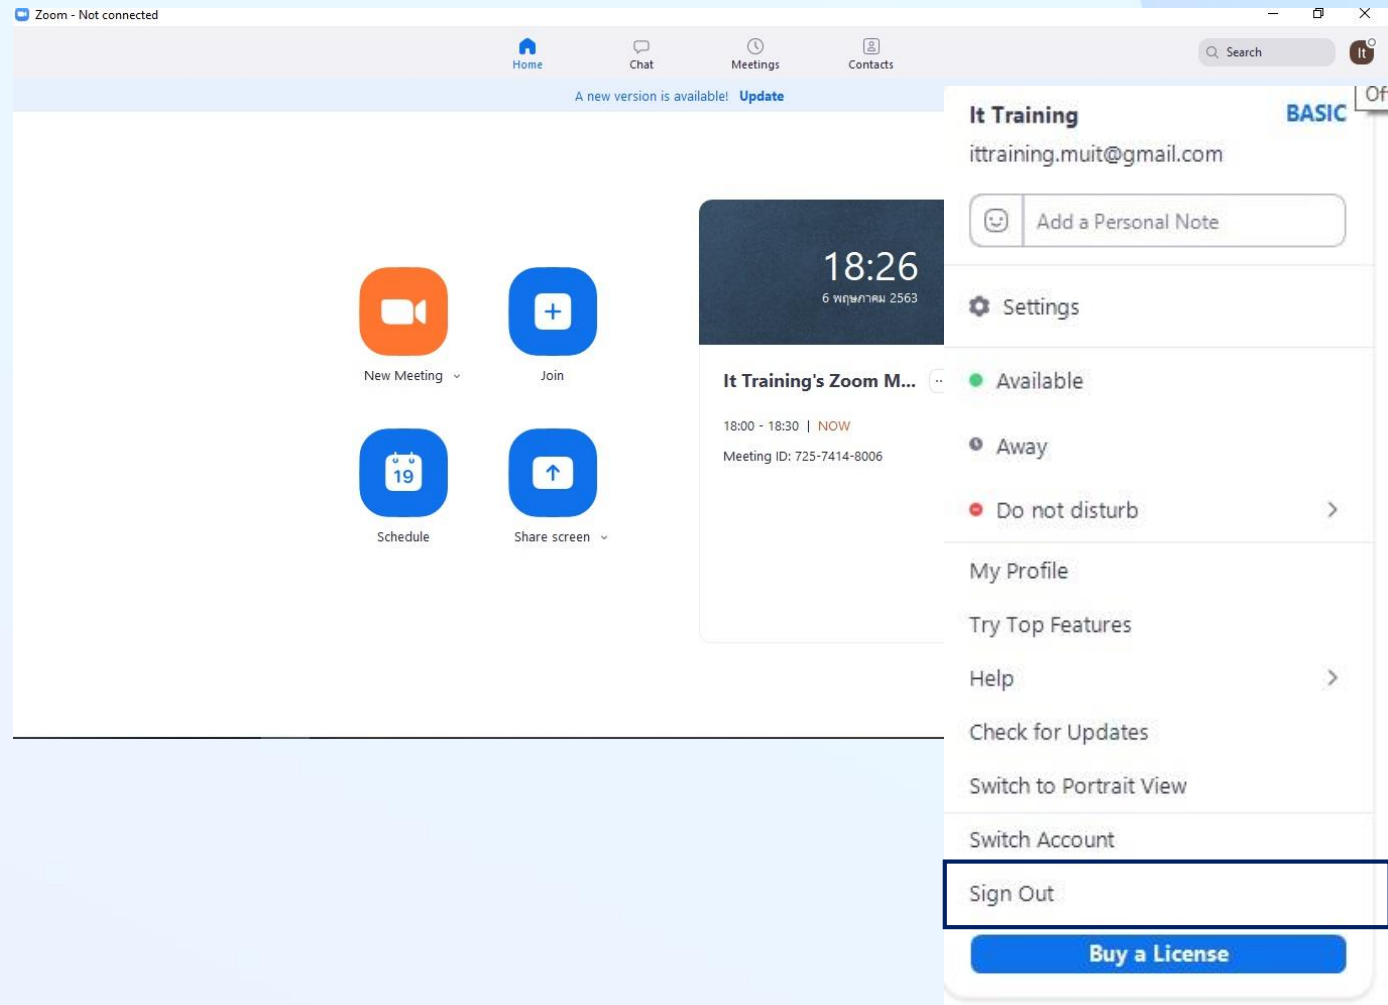 Zoom - Not connected
Home
Chat
Meetings
Contacts
Search
It
A new version is available! Update
18:26
6 พฤษภาคม 2563
New Meeting
Join
19
Schedule
Share screen
It Training's Zoom M...
18:00 - 18:30 | NOW
Meeting ID: 725-7414-8006
It Training
BASIC
ittraining.muit@gmail.com
Add a Personal Note
Settings
Available
Away
Do not disturb
My Profile
Try Top Features
Help
Check for Updates
Switch to Portrait View
Switch Account
Sign Out
Buy a License